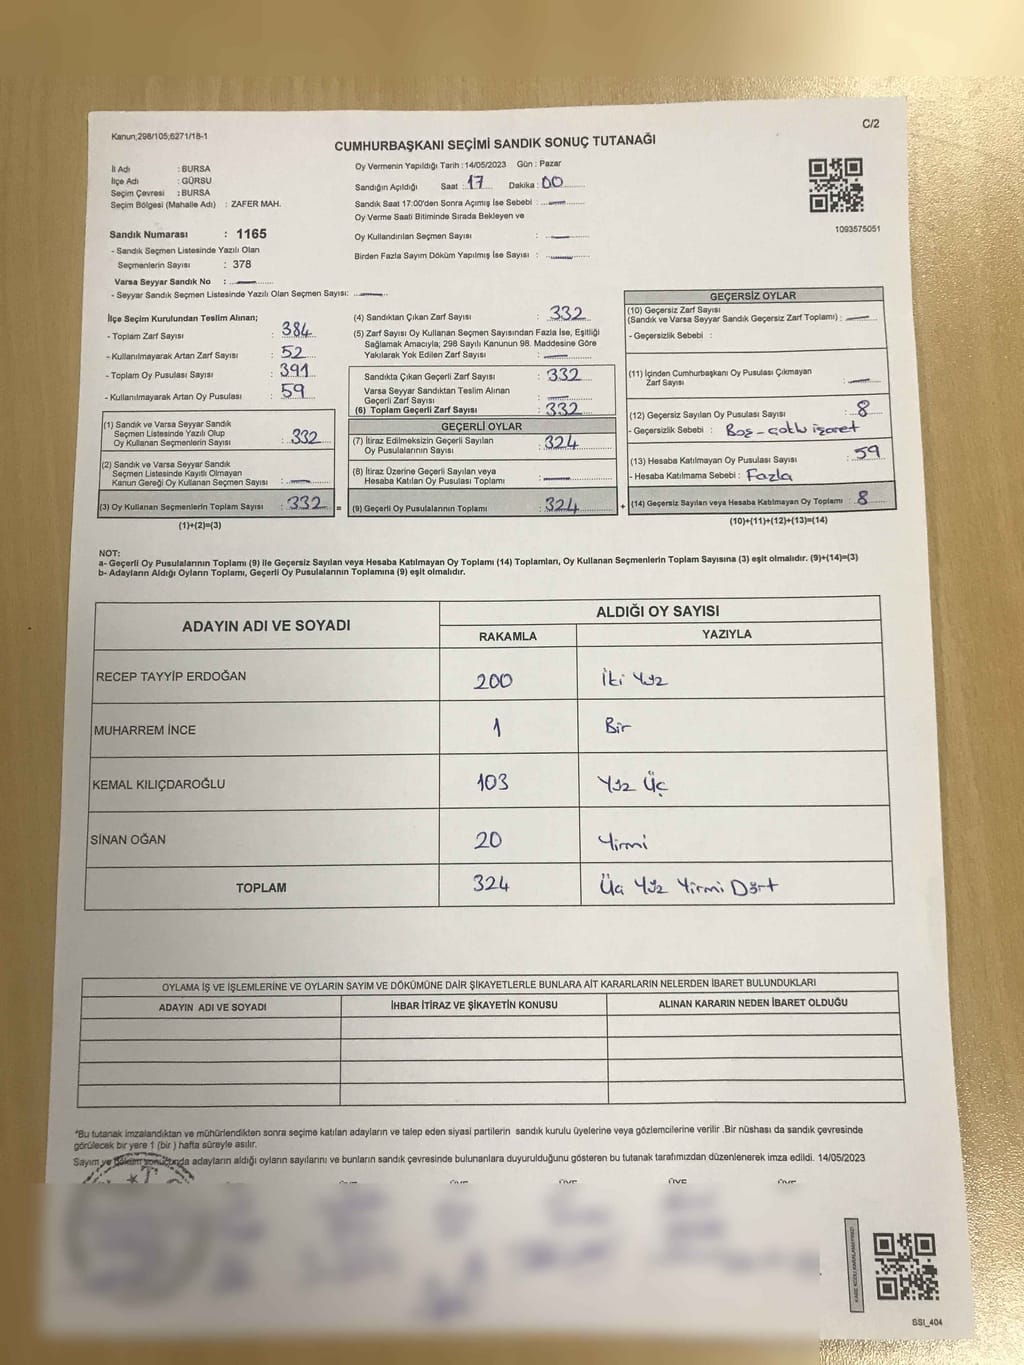 Kanun;298/105;6271/18-1
C/2
CUMHURBAŞKANI SEÇİMİ SANDIK SONUÇ TUTANAĞI
İl Adı : BURSA
İlçe Adı : GÜRSU
Seçim Çevresi : BURSA
Seçim Bölgesi (Mahalle Adı) : ZAFER MAH.
Sandık Numarası : 1165
- Sandık Seçmen Listesinde Yazılı Olan
Seçmenlerin Sayısı : 378
Varsa Seyyar Sandık No :
- Seyyar Sandık Seçmen Listesinde Yazılı Olan Seçmen Sayısı:
Oy Vermenin Yapıldığı Tarih :14/05/2023 Gün : Pazar
Sandığın Açıldığı Saat : 17 Dakika : 00
Sandık Saat 17:00'den Sonra Açımış İse Sebebi :
Oy Verme Saati Bitiminde Sırada Bekleyen ve
Oy Kullandırılan Seçmen Sayısı :
Birden Fazla Sayım Döküm Yapılmış İse Sayısı :
1093575051
İlçe Seçim Kurulundan Teslim Alınan;
- Toplam Zarf Sayısı : 384
- Kullanılmayarak Artan Zarf Sayısı : 52
- Toplam Oy Pusulası Sayısı : 391
- Kullanılmayarak Artan Oy Pusulası : 59
(1) Sandık ve Varsa Seyyar Sandık
Seçmen Listesinde Yazılı Olup
Oy Kullanan Seçmenlerin Sayısı : 332
(2) Sandık ve Varsa Seyyar Sandık
Seçmen Listesinde Kayıtlı Olmayan
Kanun Gereği Oy Kullanan Seçmen Sayısı :
(3) Oy Kullanan Seçmenlerin Toplam Sayısı : 332 =
(1)+(2)=(3)
(4) Sandıktan Çıkan Zarf Sayısı : 332
(5) Zarf Sayısı Oy Kullanan Seçmen Sayısından Fazla İse, Eşitliği
Sağlamak Amacıyla; 298 Sayılı Kanunun 98. Maddesine Göre
Yakılarak Yok Edilen Zarf Sayısı :
Sandıkta Çıkan Geçerli Zarf Sayısı : 332
Varsa Seyyar Sandıktan Teslim Alınan
Geçerli Zarf Sayısı :
(6) Toplam Geçerli Zarf Sayısı : 332
GEÇERLİ OYLAR
(7) İtiraz Edilmeksizin Geçerli Sayılan
Oy Pusulalarının Sayısı : 324
(8) İtiraz Üzerine Geçerli Sayılan veya
Hesaba Katılan Oy Pusulası Toplamı :
(9) Geçerli Oy Pusulalarının Toplamı : 324 +
GEÇERSİZ OYLAR
(10) Geçersiz Zarf Sayısı
(Sandık ve Varsa Seyyar Sandık Geçersiz Zarf Toplamı) :
- Geçersizlik Sebebi :
(11) İçinden Cumhurbaşkanı Oy Pusulası Çıkmayan
Zarf Sayısı :
(12) Geçersiz Sayılan Oy Pusulası Sayısı : 8
- Geçersizlik Sebebi : Boş - çoklu işaret
(13) Hesaba Katılmayan Oy Pusulası Sayısı : 59
- Hesaba Katılmama Sebebi : Fazla
(14) Geçersiz Sayılan veya Hesaba Katılmayan Oy Toplamı : 8
(10)+(11)+(12)+(13)=(14)
NOT:
a- Geçerli Oy Pusulalarının Toplamı (9) ile Geçersiz Sayılan veya Hesaba Katılmayan Oy Toplamı (14) Toplamları, Oy Kullanan Seçmenlerin Toplam Sayısına (3) eşit olmalıdır. (9)+(14)=(3)
b- Adayların Aldığı Oyların Toplamı, Geçerli Oy Pusulalarının Toplamına (9) eşit olmalıdır.
ADAYIN ADI VE SOYADI
ALDIĞI OY SAYISI
RAKAMLA YAZIYLA
RECEP TAYYİP ERDOĞAN 200 İki Yüz
MUHARREM İNCE 1 Bir
KEMAL KILIÇDAROĞLU 103 Yüz Üç
SİNAN OĞAN 20 Yirmi
TOPLAM 324 Üç Yüz Yirmi Dört
OYLAMA İŞ VE İŞLEMLERİNE VE OYLARIN SAYIM VE DÖKÜMÜNE DAİR ŞİKAYETLERLE BUNLARA AİT KARARLARIN NELERDEN İBARET BULUNDUKLARI
ADAYIN ADI VE SOYADI İHBAR İTİRAZ VE ŞİKAYETİN KONUSU ALINAN KARARIN NEDEN İBARET OLDUĞU
*Bu tutanak imzalandıktan ve mühürlendikten sonra seçime katılan adayların ve talep eden siyasi partilerin sandık kurulu üyelerine veya gözlemcilerine verilir .Bir nüshası da sandık çevresinde
görülecek bir yere 1 (bir ) hafta süreyle asılır.
Sayım ve döküm sonucunda adayların aldığı oyların sayılarını ve bunların sandık çevresinde bulunanlara duyurulduğunu gösteren bu tutanak tarafımızdan düzenlenerek imza edildi. 14/05/2023
ÜYE ÜYE ÜYE ÜYE ÜYE
SSİ_404